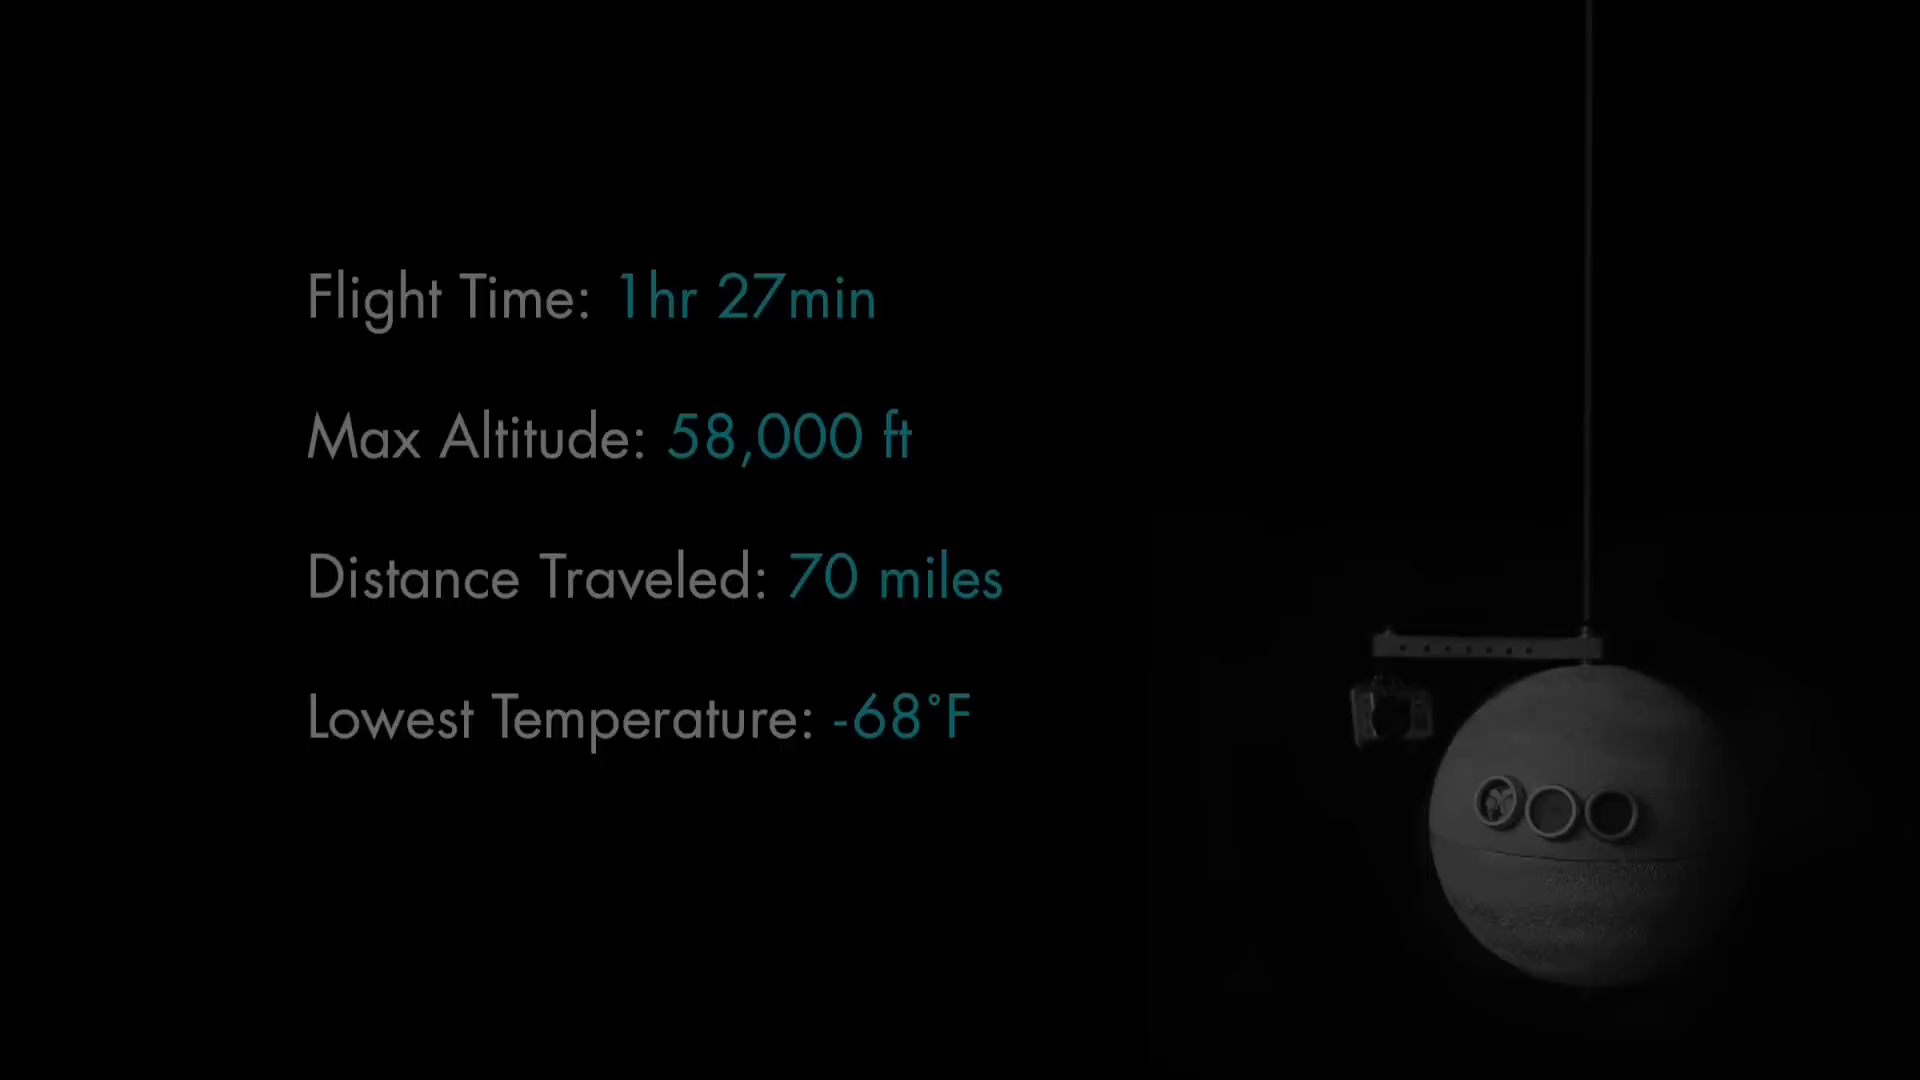 Flight Time: 1hr 27min
Max Altitude: 58,000 ft
Distance Traveled: 70 miles
Lowest Temperature: -68°F